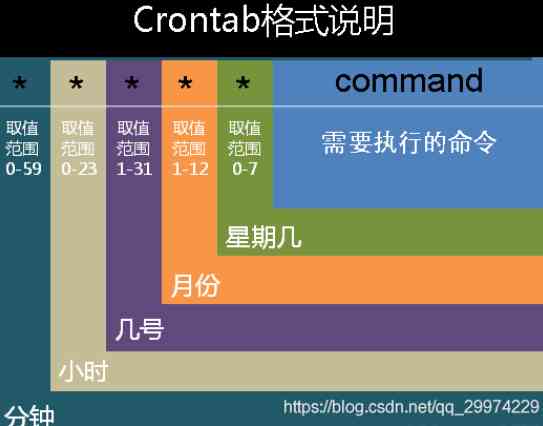 Crontab格式说明
* * * * * command
取值 取值 取值 取值 取值
范围 范围 范围 范围 范围
0-59 0-23 1-31 1-12 0-7
需要执行的命令
星期几
月份
几号
小时
分钟
https://blog.csdn.net/qq_29974229